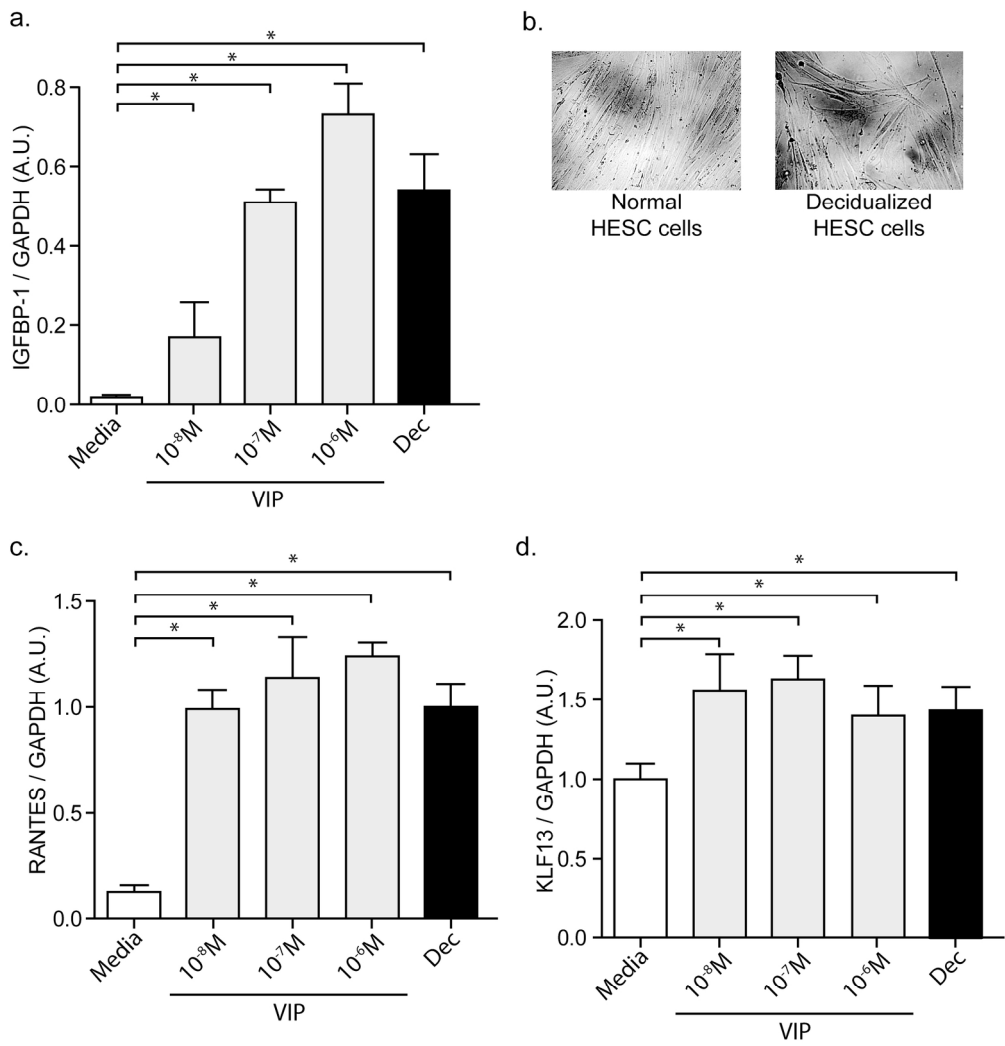 a.
*
*
*
*
IGFBP-1 / GAPDH (A.U.)
0.8
0.6
0.4
0.2
0.0
Media
10⁻⁸M
10⁻⁷M
10⁻⁶M
Dec
VIP
b.
Normal
HESC cells
Decidualized
HESC cells
c.
*
*
*
*
RANTES / GAPDH (A.U.)
1.5
1.0
0.5
0.0
Media
10⁻⁸M
10⁻⁷M
10⁻⁶M
Dec
VIP
d.
*
*
*
*
KLF13 / GAPDH (A.U.)
2.0
1.5
1.0
0.5
0.0
Media
10⁻⁸M
10⁻⁷M
10⁻⁶M
Dec
VIP